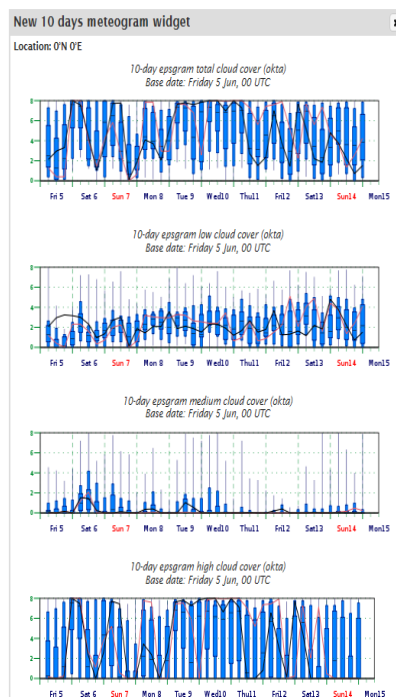 New 10 days meteogram widget
Location: 0°N 0°E
10-day epsgram total cloud cover (okta)
Base date: Friday 5 Jun, 00 UTC
8
6
4
2
0
Fri 5 Sat 6 Sun 7 Mon 8 Tue 9 Wed10 Thu11 Fri12 Sat13 Sun14 Mon15
10-day epsgram low cloud cover (okta)
Base date: Friday 5 Jun, 00 UTC
8
6
4
2
0
Fri 5 Sat 6 Sun 7 Mon 8 Tue 9 Wed10 Thu11 Fri12 Sat13 Sun14 Mon15
10-day epsgram medium cloud cover (okta)
Base date: Friday 5 Jun, 00 UTC
8
6
4
2
0
Fri 5 Sat 6 Sun 7 Mon 8 Tue 9 Wed10 Thu11 Fri12 Sat13 Sun14 Mon15
10-day epsgram high cloud cover (okta)
Base date: Friday 5 Jun, 00 UTC
8
6
4
2
0
Fri 5 Sat 6 Sun 7 Mon 8 Tue 9 Wed10 Thu11 Fri12 Sat13 Sun14 Mon15